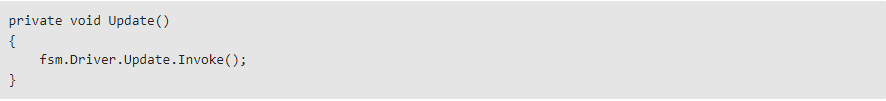 private void Update()
{
    fsm.Driver.Update.Invoke();
}